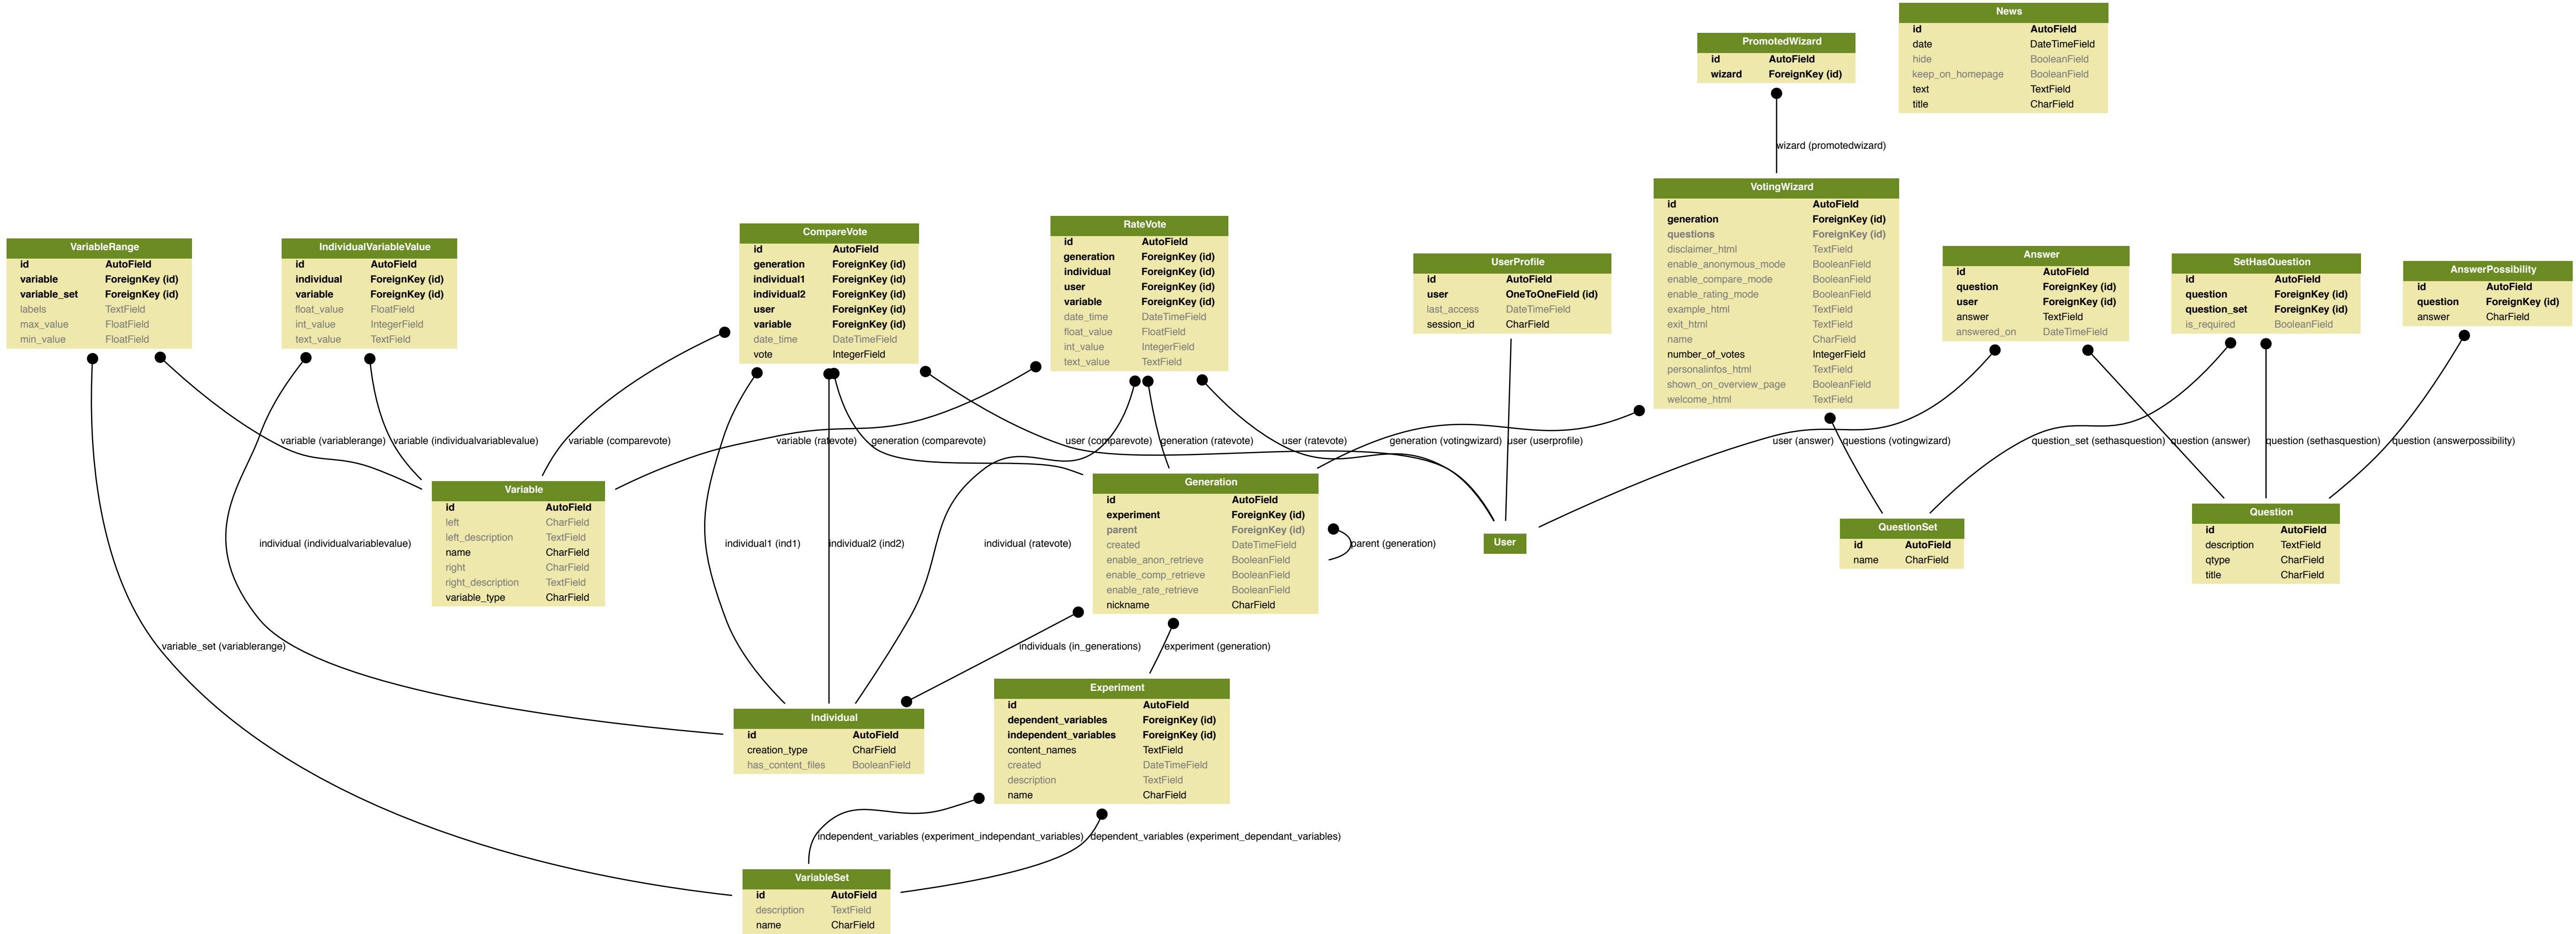 News
id AutoField
date DateTimeField
hide BooleanField
keep_on_homepage BooleanField
text TextField
title CharField
PromotedWizard
id AutoField
wizard ForeignKey (id)
wizard (promotedwizard)
VotingWizard
id AutoField
generation ForeignKey (id)
questions ForeignKey (id)
disclaimer_html TextField
enable_anonymous_mode BooleanField
enable_compare_mode BooleanField
enable_rating_mode BooleanField
example_html TextField
exit_html TextField
name CharField
number_of_votes IntegerField
personalinfos_html TextField
shown_on_overview_page BooleanField
welcome_html TextField
VariableRange
id AutoField
variable ForeignKey (id)
variable_set ForeignKey (id)
labels TextField
max_value FloatField
min_value FloatField
IndividualVariableValue
id AutoField
individual ForeignKey (id)
variable ForeignKey (id)
float_value FloatField
int_value IntegerField
text_value TextField
CompareVote
id AutoField
generation ForeignKey (id)
individual1 ForeignKey (id)
individual2 ForeignKey (id)
user ForeignKey (id)
variable ForeignKey (id)
date_time DateTimeField
vote IntegerField
RateVote
id AutoField
generation ForeignKey (id)
individual ForeignKey (id)
user ForeignKey (id)
variable ForeignKey (id)
date_time DateTimeField
float_value FloatField
int_value IntegerField
text_value TextField
UserProfile
id AutoField
user OneToOneField (id)
last_access DateTimeField
session_id CharField
Answer
id AutoField
question ForeignKey (id)
user ForeignKey (id)
answer TextField
answered_on DateTimeField
SetHasQuestion
id AutoField
question ForeignKey (id)
question_set ForeignKey (id)
is_required BooleanField
AnswerPossibility
id AutoField
question ForeignKey (id)
answer CharField
variable (variablerange)
variable (individualvariablevalue)
variable (comparevote)
variable (ratevote)
generation (comparevote)
user (comparevote)
generation (ratevote)
user (ratevote)
generation (votingwizard)
user (userprofile)
user (answer)
questions (votingwizard)
question_set (sethasquestion)
question (answer)
question (sethasquestion)
question (answerpossibility)
Variable
id AutoField
left CharField
left_description TextField
name CharField
right CharField
right_description TextField
variable_type CharField
Generation
id AutoField
experiment ForeignKey (id)
parent ForeignKey (id)
created DateTimeField
enable_anon_retrieve BooleanField
enable_comp_retrieve BooleanField
enable_rate_retrieve BooleanField
nickname CharField
User
QuestionSet
id AutoField
name CharField
Question
id AutoField
description TextField
qtype CharField
title CharField
individual (individualvariablevalue)
individual1 (ind1)
individual2 (ind2)
individual (ratevote)
parent (generation)
variable_set (variablerange)
individuals (in_generations)
experiment (generation)
Individual
id AutoField
creation_type CharField
has_content_files BooleanField
Experiment
id AutoField
dependent_variables ForeignKey (id)
independent_variables ForeignKey (id)
content_names TextField
created DateTimeField
description TextField
name CharField
independent_variables (experiment_independant_variables)
dependent_variables (experiment_dependant_variables)
VariableSet
id AutoField
description TextField
name CharField